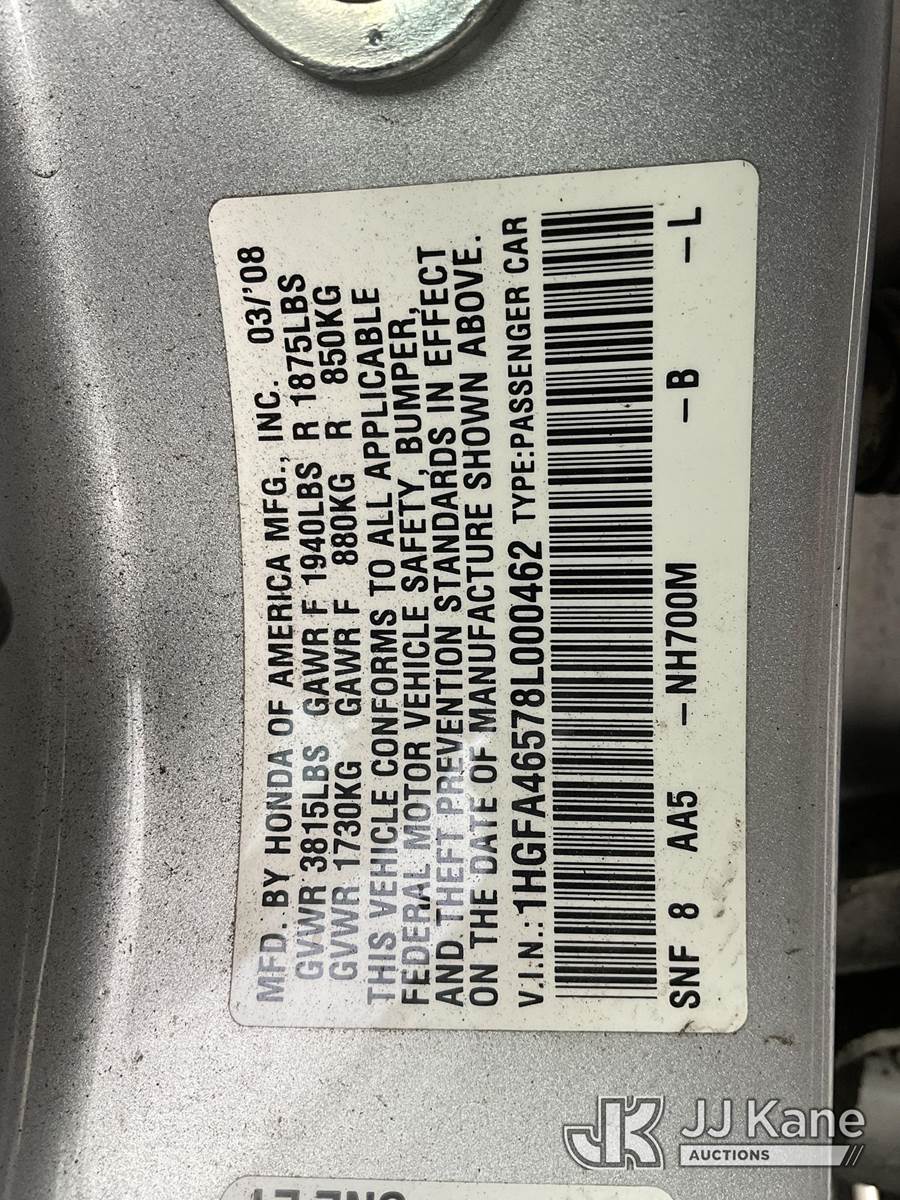 MFD. BY HONDA OF AMERICA MFG., INC. 03/'08
GVWR 3815LBS GAWR F 1940LBS R 1875LBS
GVWR 1730KG GAWR F 880KG R 850KG
THIS VEHICLE CONFORMS TO ALL APPLICABLE
FEDERAL MOTOR VEHICLE SAFETY, BUMPER,
AND THEFT PREVENTION STANDARDS IN EFFECT
ON THE DATE OF MANUFACTURE SHOWN ABOVE.
V.I.N.:1HGFA46578L000462 TYPE:PASSENGER CAR
SNF 8 AA5 -NH700M -B -L
JK JJ Kane
AUCTIONS